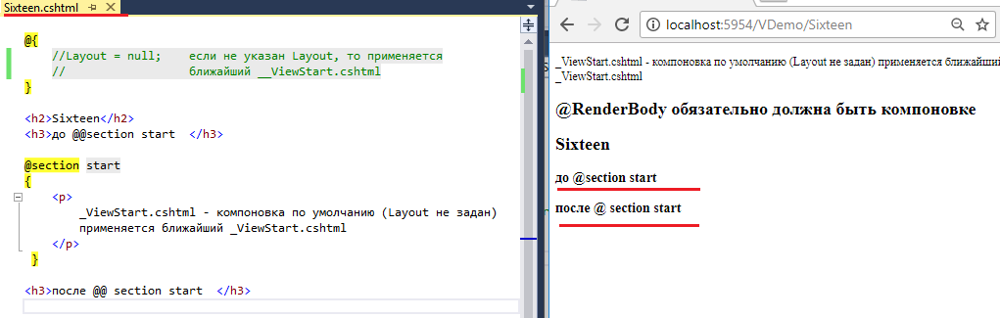 Sixteen.cshtml
@{
//Layout = null;    если не указан Layout, то применяется
//                  ближайший __ViewStart.cshtml
}
<h2>Sixteen</h2>
<h3>до @@section start  </h3>
@section start
{
<p>
_ViewStart.cshtml - компоновка по умолчанию (Layout не задан)
применяется ближайший _ViewStart.cshtml
</p>
}
<h3>после @@ section start  </h3>
localhost:5954/VDemo/Sixteen
_ViewStart.cshtml - компоновка по умолчанию (Layout не задан) применяется ближайший
_ViewStart.cshtml
@RenderBody обязательно должна быть компоновке
Sixteen
до @section start
после @ section start